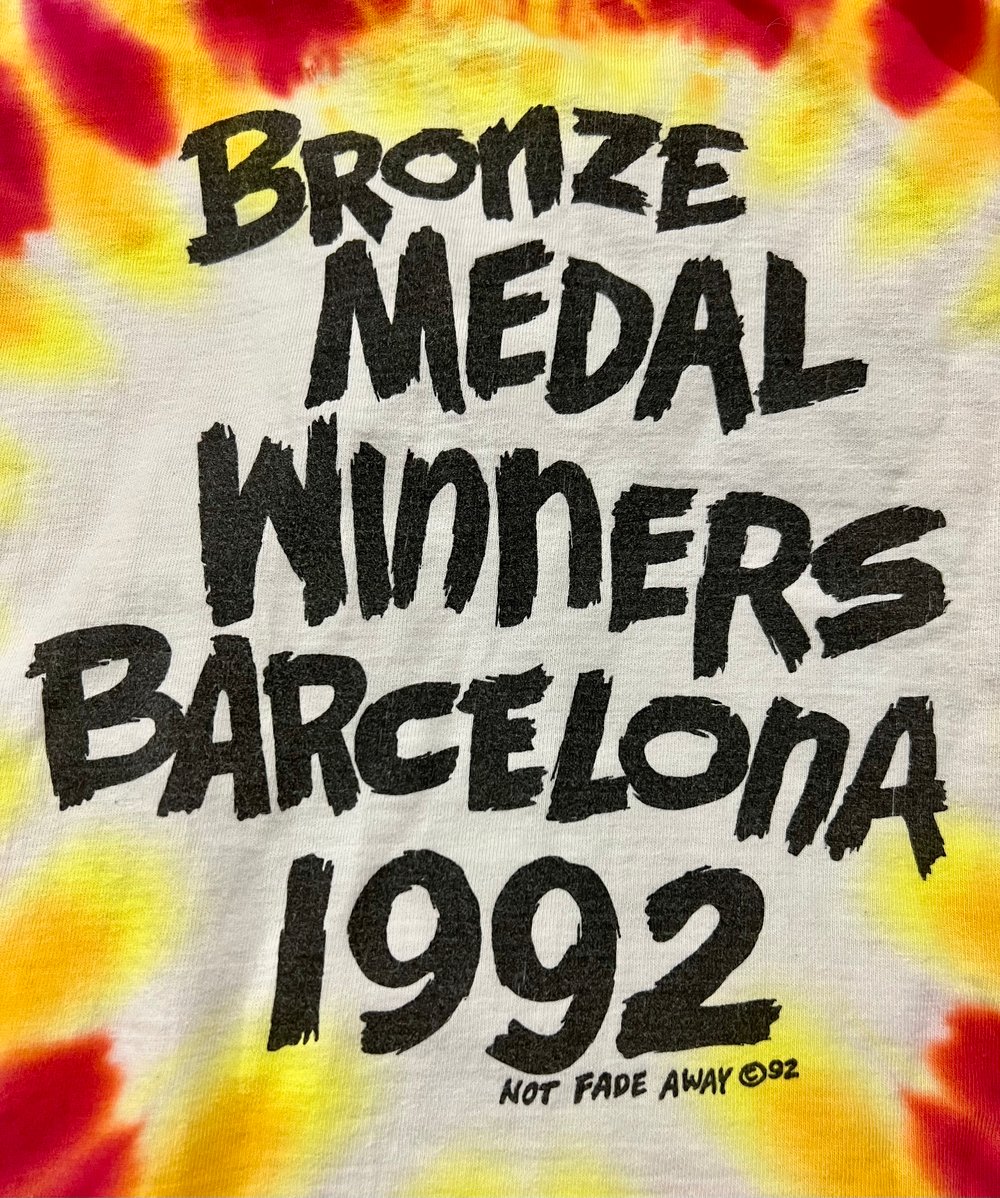 BRONZE
MEDAL
WINNERS
BARCELONA
1992
NOT FADE AWAY ©92